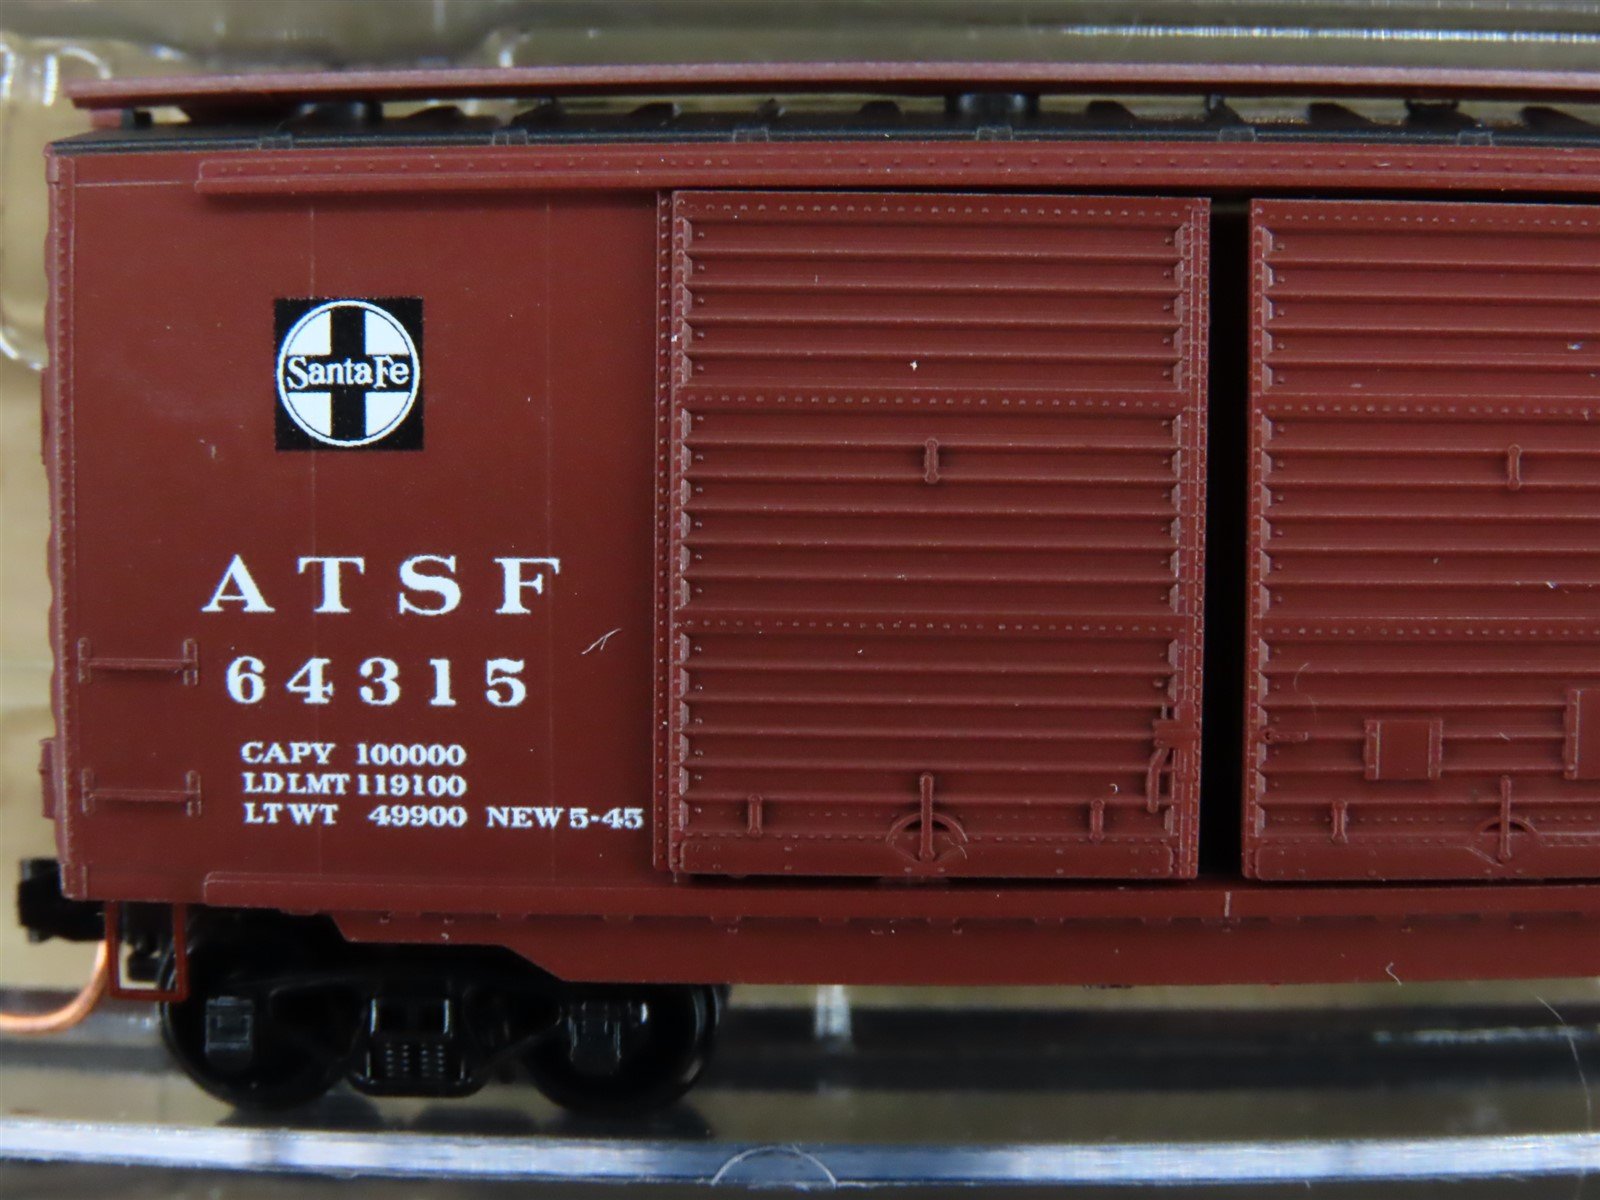 Santa Fe
ATSF
64315
CAPY 100000
LD LMT 119100
LT WT 49900 NEW 5-45